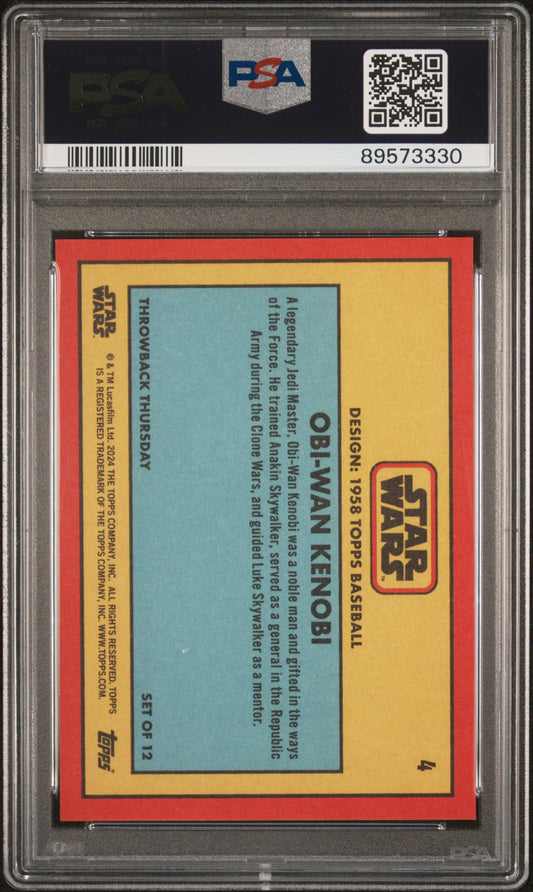 PSA
PSA
89573330
4
STAR
WARS
DESIGN: 1958 TOPPS BASEBALL
OBI-WAN KENOBI
A legendary Jedi Master, Obi-Wan Kenobi was a noble man and gifted in the ways
of the Force. He trained Anakin Skywalker, served as a general in the Republic
Army during the Clone Wars, and guided Luke Skywalker as a mentor.
THROWBACK THURSDAY SET OF 12
STAR
WARS
® & TM Lucasfilm Ltd. 2024 THE TOPPS COMPANY, INC. ALL RIGHTS RESERVED, TOPPS
IS A REGISTERED TRADEMARK OF THE TOPPS COMPANY, INC. WWW.TOPPS.COM.
topps
PSA